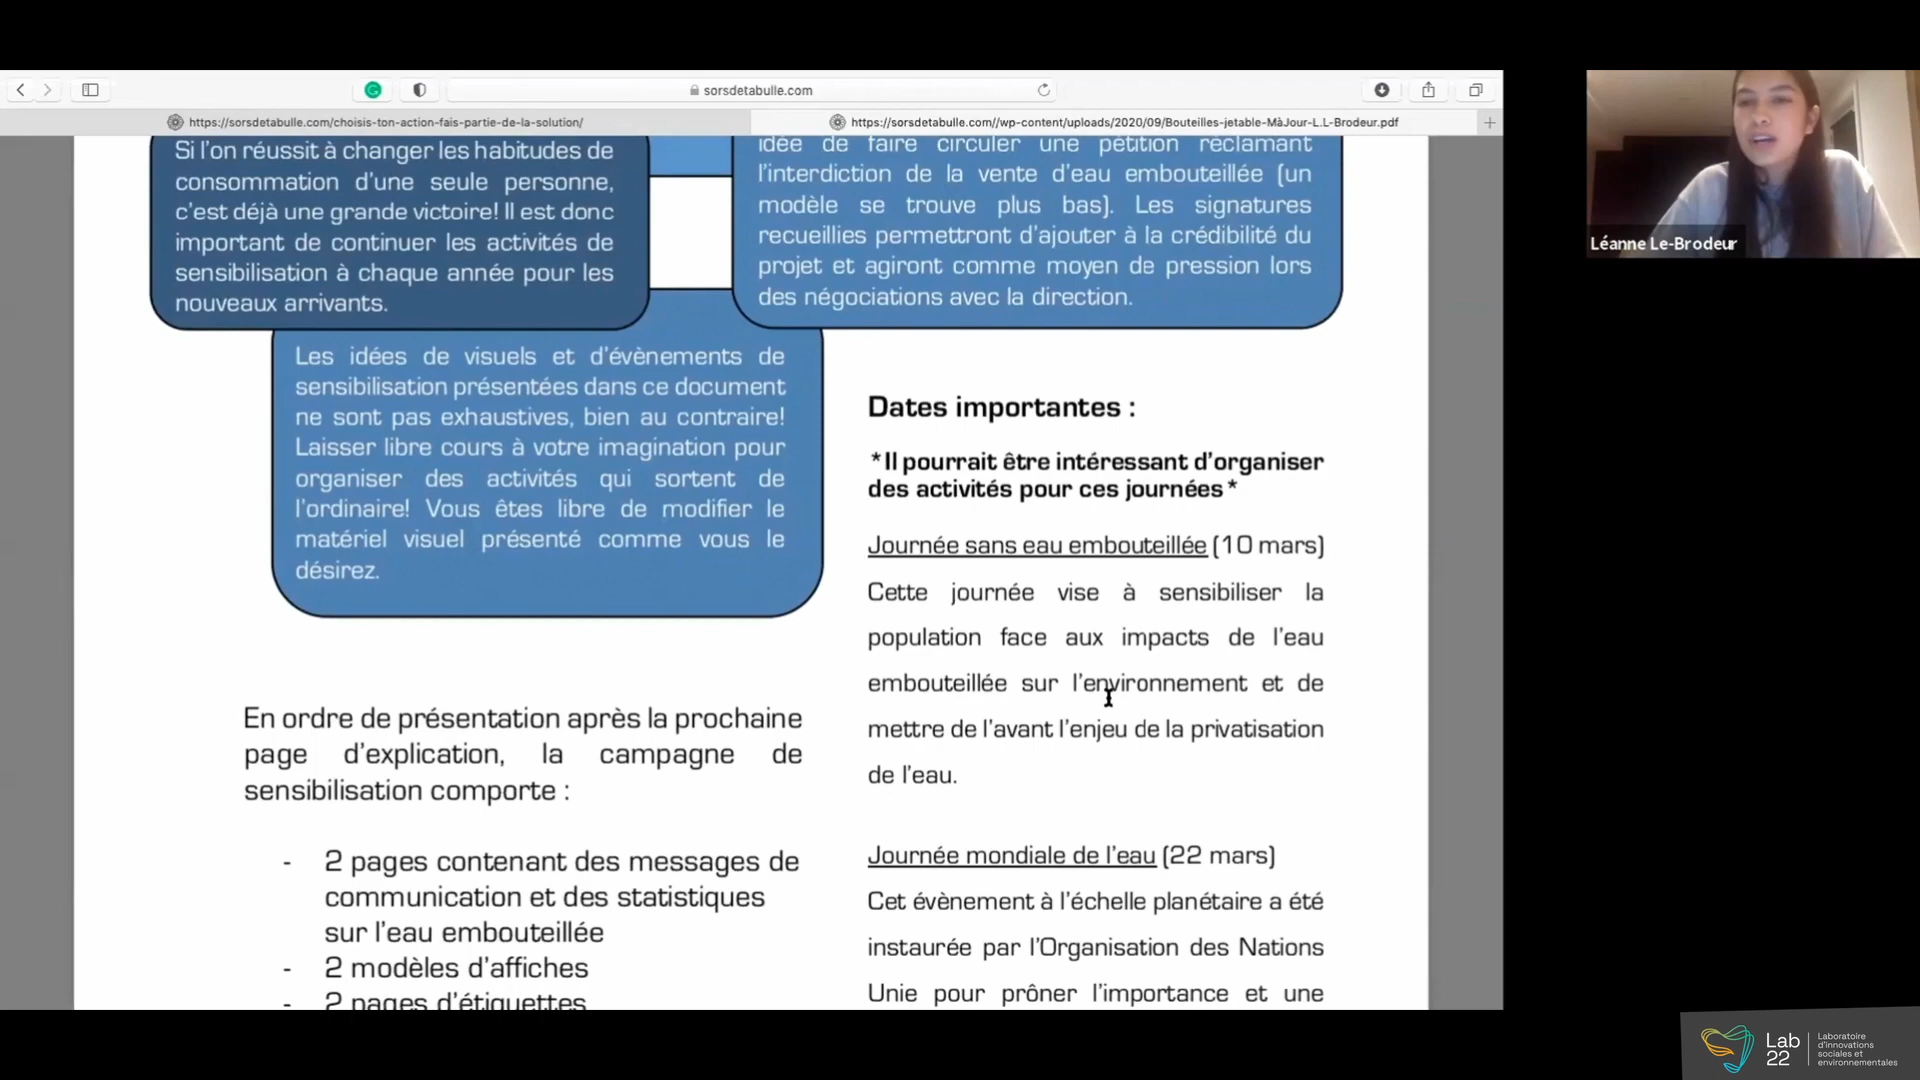 sorsdetabulle.com
https://sorsdetabulle.com/choisis-ton-action-fais-partie-de-la-solution/
https://sorsdetabulle.com//wp-content/uploads/2020/09/Bouteilles-jetable-MàJour-L.L-Brodeur.pdf
Si l'on réussit à changer les habitudes de
consommation d'une seule personne,
c'est déjà une grande victoire! Il est donc
important de continuer les activités de
sensibilisation à chaque année pour les
nouveaux arrivants.
idée de faire circuler une pétition réclamant
l'interdiction de la vente d'eau embouteillée (un
modèle se trouve plus bas). Les signatures
recueillies permettront d'ajouter à la crédibilité du
projet et agiront comme moyen de pression lors
des négociations avec la direction.
Les idées de visuels et d'évènements de
sensibilisation présentées dans ce document
ne sont pas exhaustives, bien au contraire!
Laisser libre cours à votre imagination pour
organiser des activités qui sortent de
l'ordinaire! Vous êtes libre de modifier le
matériel visuel présenté comme vous le
désirez.
En ordre de présentation après la prochaine
page d'explication, la campagne de
sensibilisation comporte :
- 2 pages contenant des messages de
communication et des statistiques
sur l'eau embouteillée
- 2 modèles d'affiches
- 2 pages d'étiquettes
Dates importantes :
*Il pourrait être intéressant d'organiser
des activités pour ces journées*
Journée sans eau embouteillée (10 mars)
Cette journée vise à sensibiliser la
population face aux impacts de l'eau
embouteillée sur l'environnement et de
mettre de l'avant l'enjeu de la privatisation
de l'eau.
Journée mondiale de l'eau (22 mars)
Cet évènement à l'échelle planétaire a été
instaurée par l'Organisation des Nations
Unie pour prôner l'importance et une
Léanne Le-Brodeur
Lab
22
Laboratoire
d'innovations
sociales et
environnementales